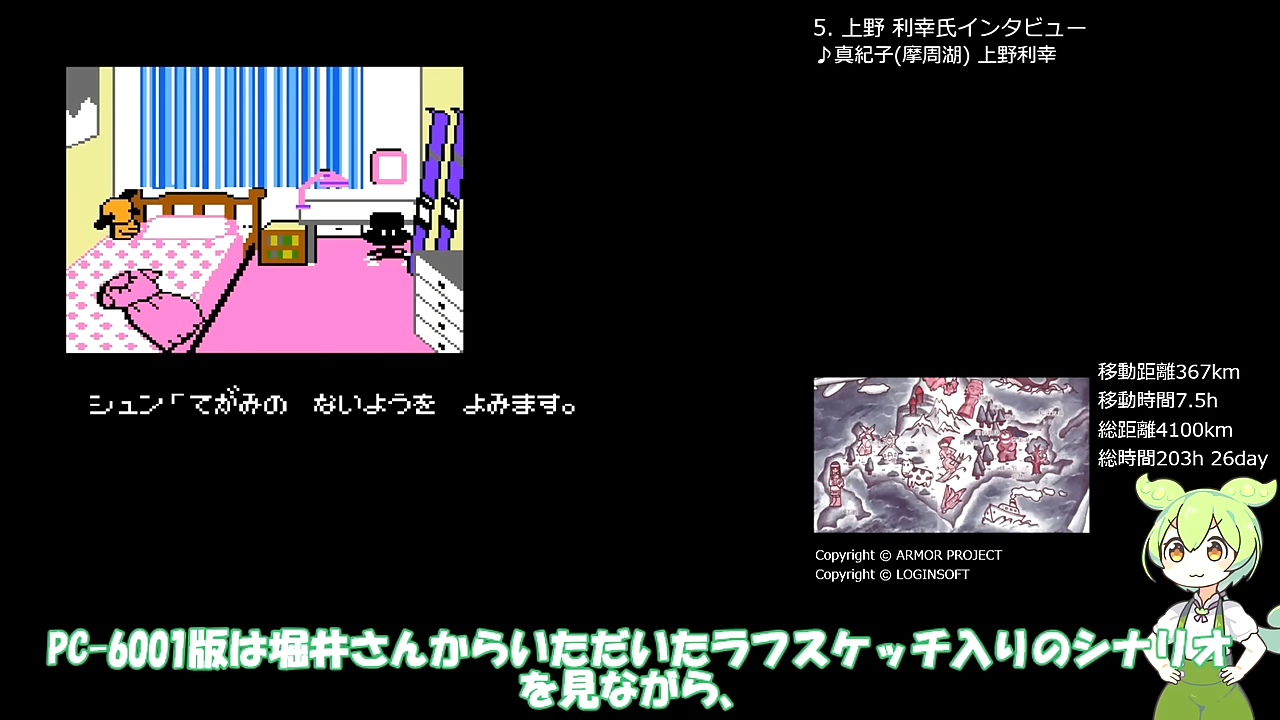 5. 上野 利幸氏インタビュー
♪真紀子(摩周湖) 上野利幸
シュン「てがみの ないようを よみます。
移動距離367km
移動時間7.5h
総距離4100km
総時間203h 26day
Copyright © ARMOR PROJECT
Copyright © LOGINSOFT
PC-6001版は堀井さんからいただいたラフスケッチ入りのシナリオ
を見ながら、